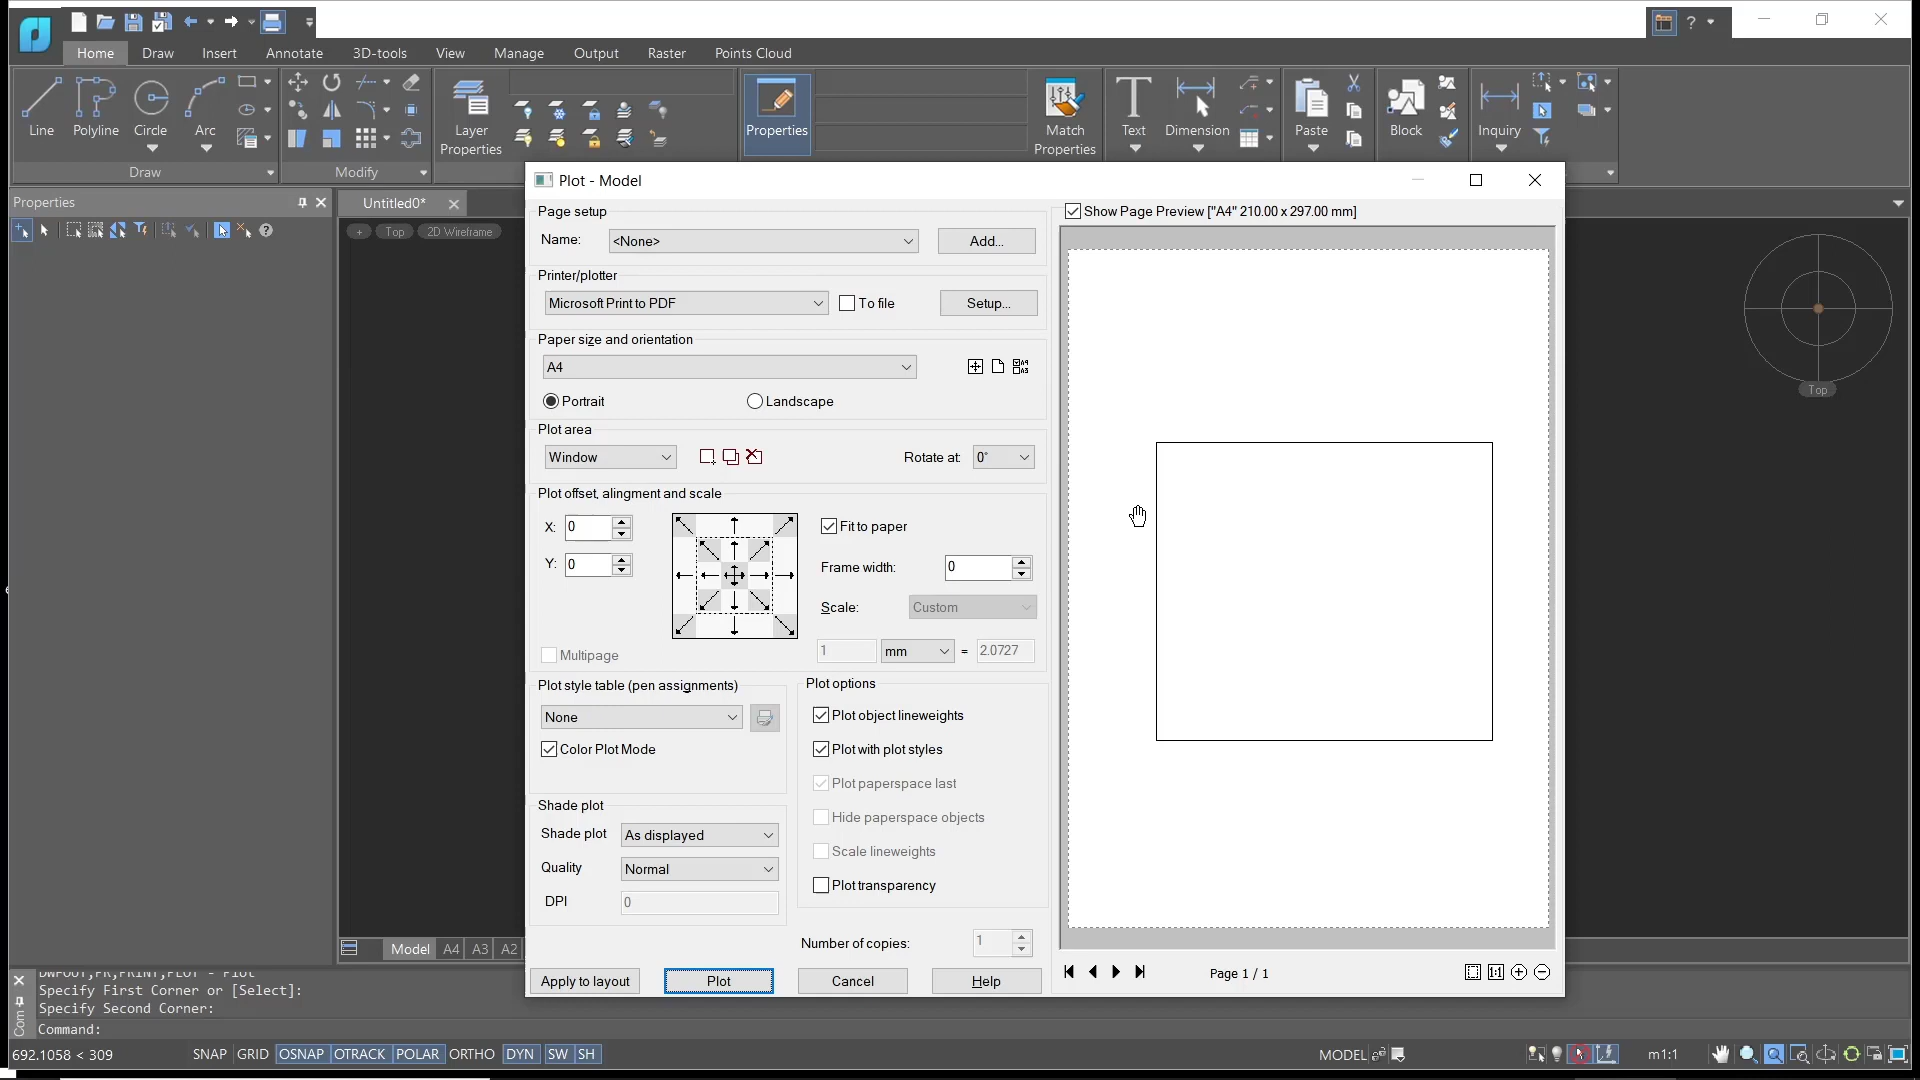 ?
Home Draw Insert Annotate 3D-tools View Manage Output Raster Points Cloud
Line Polyline Circle Arc
Layer Properties
Properties
Match Properties
Text Dimension Paste Block Inquiry
Draw Modify
Properties
Untitled0*
+ Top 2D Wireframe
Plot - Model
Page setup
Name: <None> Add...
Printer/plotter
Microsoft Print to PDF To file Setup...
Paper size and orientation
A4
Portrait Landscape
Plot area
Window Rotate at: 0°
Plot offset, alingment and scale
X: 0
Y: 0
Fit to paper
Frame width: 0
Scale: Custom
Multipage
1 mm = 2.0727
Plot style table (pen assignments)
None
Color Plot Mode
Plot options
Plot object lineweights
Plot with plot styles
Plot paperspace last
Hide paperspace objects
Scale lineweights
Plot transparency
Shade plot
Shade plot As displayed
Quality Normal
DPI 0
Number of copies: 1
Apply to layout Plot Cancel Help
Show Page Preview ["A4" 210.00 x 297.00 mm]
Page 1 / 1
1:1
Top
Model A4 A3 A2
DWFOUT,PR,PRINT,PLOT - Plot
Specify First Corner or [Select]:
Specify Second Corner:
Command:
Com
692.1058 < 309 SNAP GRID OSNAP OTRACK POLAR ORTHO DYN SW SH MODEL m1:1